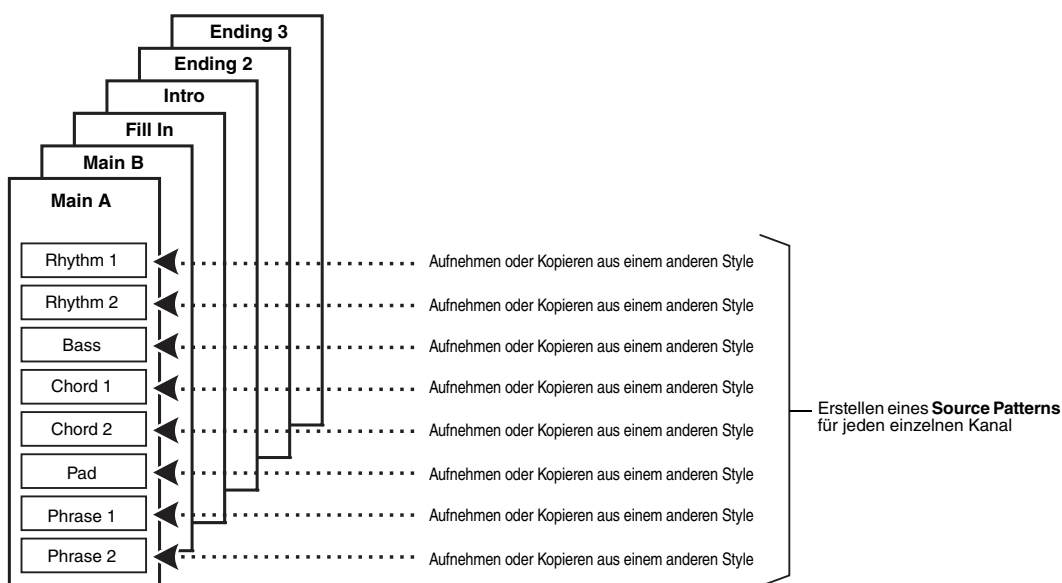 Ending 3
Ending 2
Intro
Fill In
Main B
Main A
Rhythm 1
Aufnehmen oder Kopieren aus einem anderen Style
Rhythm 2
Aufnehmen oder Kopieren aus einem anderen Style
Bass
Aufnehmen oder Kopieren aus einem anderen Style
Chord 1
Aufnehmen oder Kopieren aus einem anderen Style
Chord 2
Aufnehmen oder Kopieren aus einem anderen Style
Pad
Aufnehmen oder Kopieren aus einem anderen Style
Phrase 1
Aufnehmen oder Kopieren aus einem anderen Style
Phrase 2
Aufnehmen oder Kopieren aus einem anderen Style
Erstellen eines Source Patterns
für jeden einzelnen Kanal